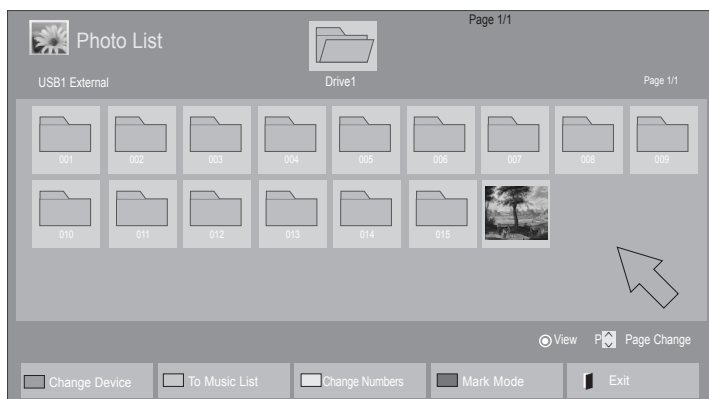 Page 1/1
Photo List
USB1 External
Drive1
Page 1/1
001 002 003 004 005 006 007 008 009
010 011 012 013 014 015
View P Page Change
Change Device To Music List Change Numbers Mark Mode Exit